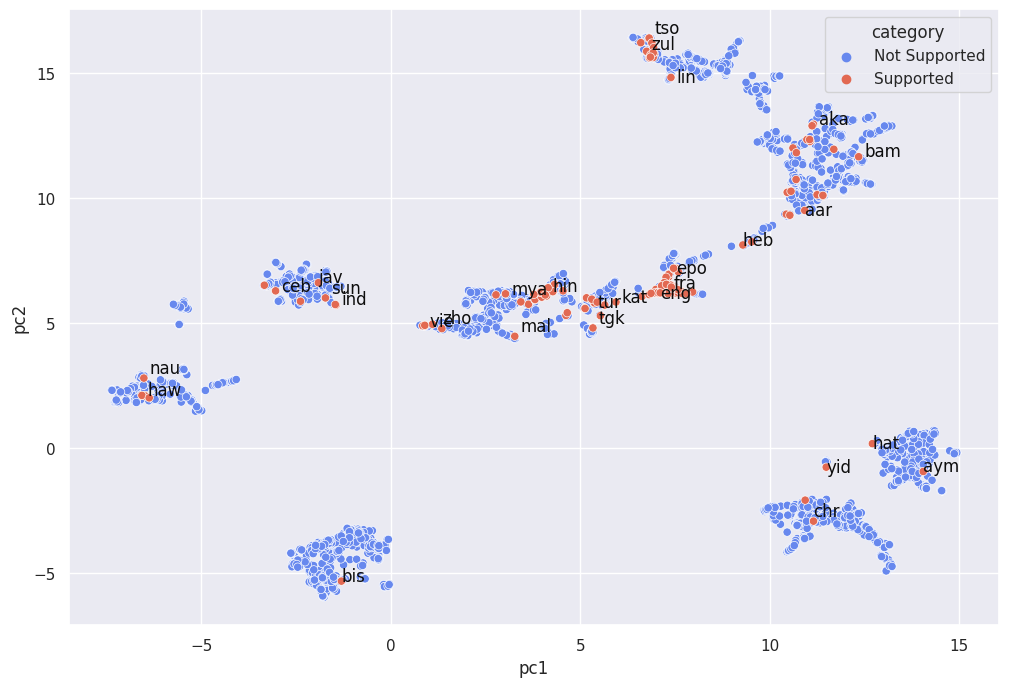 category
Not Supported
Supported
tso
zul
lin
aka
bam
aar
heb
epo
fra
eng
kat
tur
tgk
hin
mya
mal
zho
vie
jav
ceb
sun
ind
nau
haw
bis
hat
aym
yid
chr
15
10
5
0
−5
pc2
−5
0
5
10
15
pc1